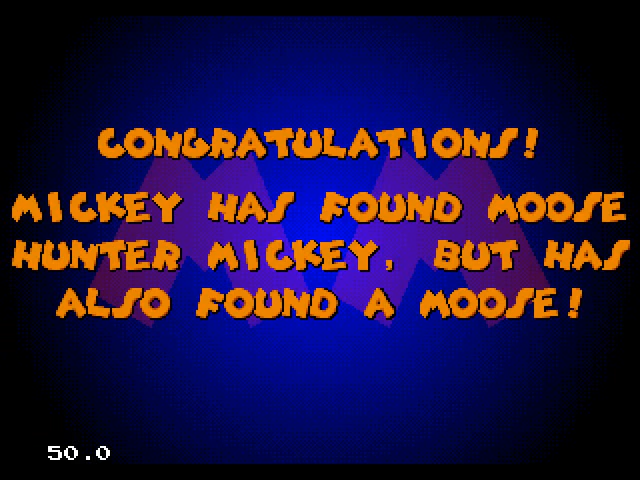 CONGRATULATIONS!
MICKEY HAS FOUND MOOSE
HUNTER MICKEY, BUT HAS
ALSO FOUND A MOOSE!
50.0